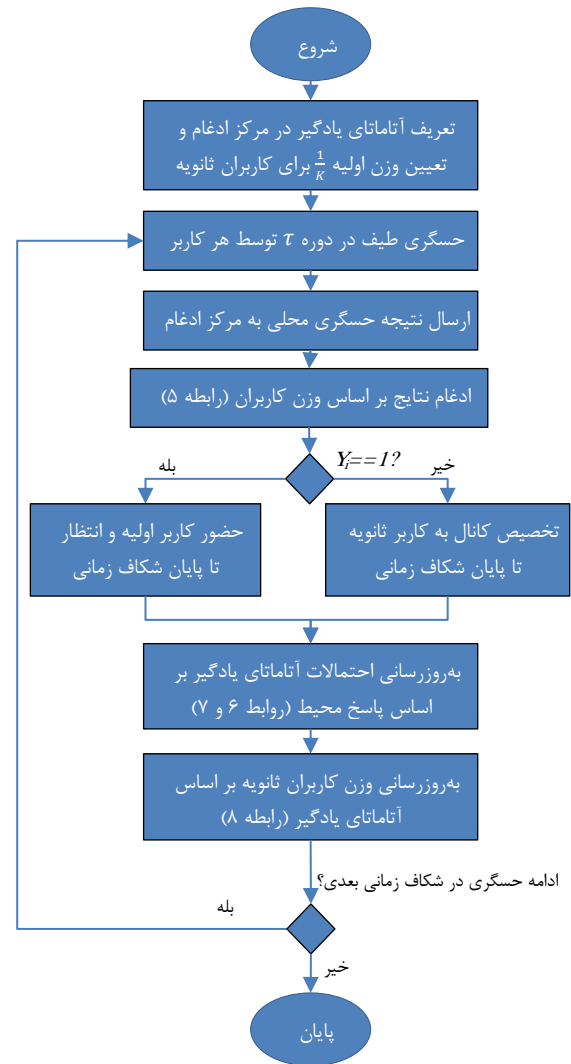 شروع
تعریف آتاماتای یادگیر در مرکز ادغام و
تعیین وزن اولیه $\frac{1}{K}$ برای کاربران ثانویه
حسگری طیف در دوره τ توسط هر کاربر
ارسال نتیجه حسگری محلی به مرکز ادغام
ادغام نتایج بر اساس وزن کاربران (رابطه ۵)
Yᵢ==1?
خیر
بله
تخصیص کانال به کاربر ثانویه
تا پایان شکاف زمانی
حضور کاربر اولیه و انتظار
تا پایان شکاف زمانی
به‌روزرسانی احتمالات آتاماتای یادگیر بر
اساس پاسخ محیط (روابط ۶ و ۷)
به‌روزرسانی وزن کاربران ثانویه بر اساس
آتاماتای یادگیر (رابطه ۸)
ادامه حسگری در شکاف زمانی بعدی؟
بله
خیر
پایان